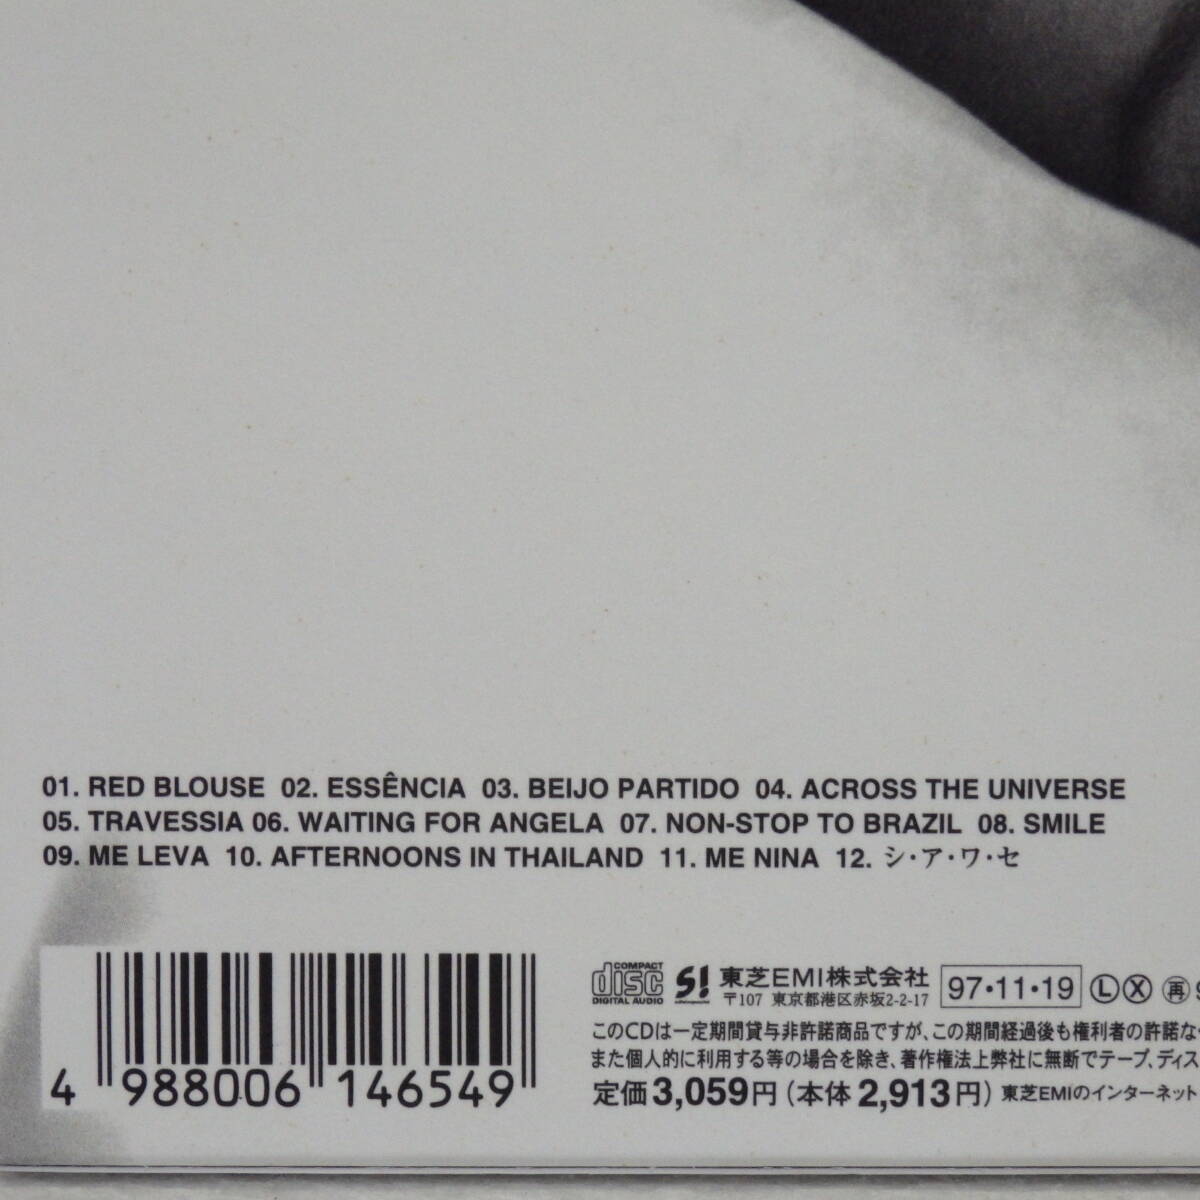 01. RED BLOUSE 02. ESSÊNCIA 03. BEIJO PARTIDO 04. ACROSS THE UNIVERSE
05. TRAVESSIA 06. WAITING FOR ANGELA 07. NON-STOP TO BRAZIL 08. SMILE
09. ME LEVA 10. AFTERNOONS IN THAILAND 11. ME NINA 12. シ・ア・ワ・セ
4 988006 146549
COMPACT disc DIGITAL AUDIO S! 東芝EMI株式会社 97・11・19 Ⓛ Ⓧ ㊢
〒107 東京都港区赤坂2-2-17
このCDは一定期間貸与非許諾商品ですが、この期間経過後も権利者の許諾な
また個人的に利用する等の場合を除き、著作権法上弊社に無断でテープ、ディス
定価3,059円(本体2,913円) 東芝EMIのインターネット